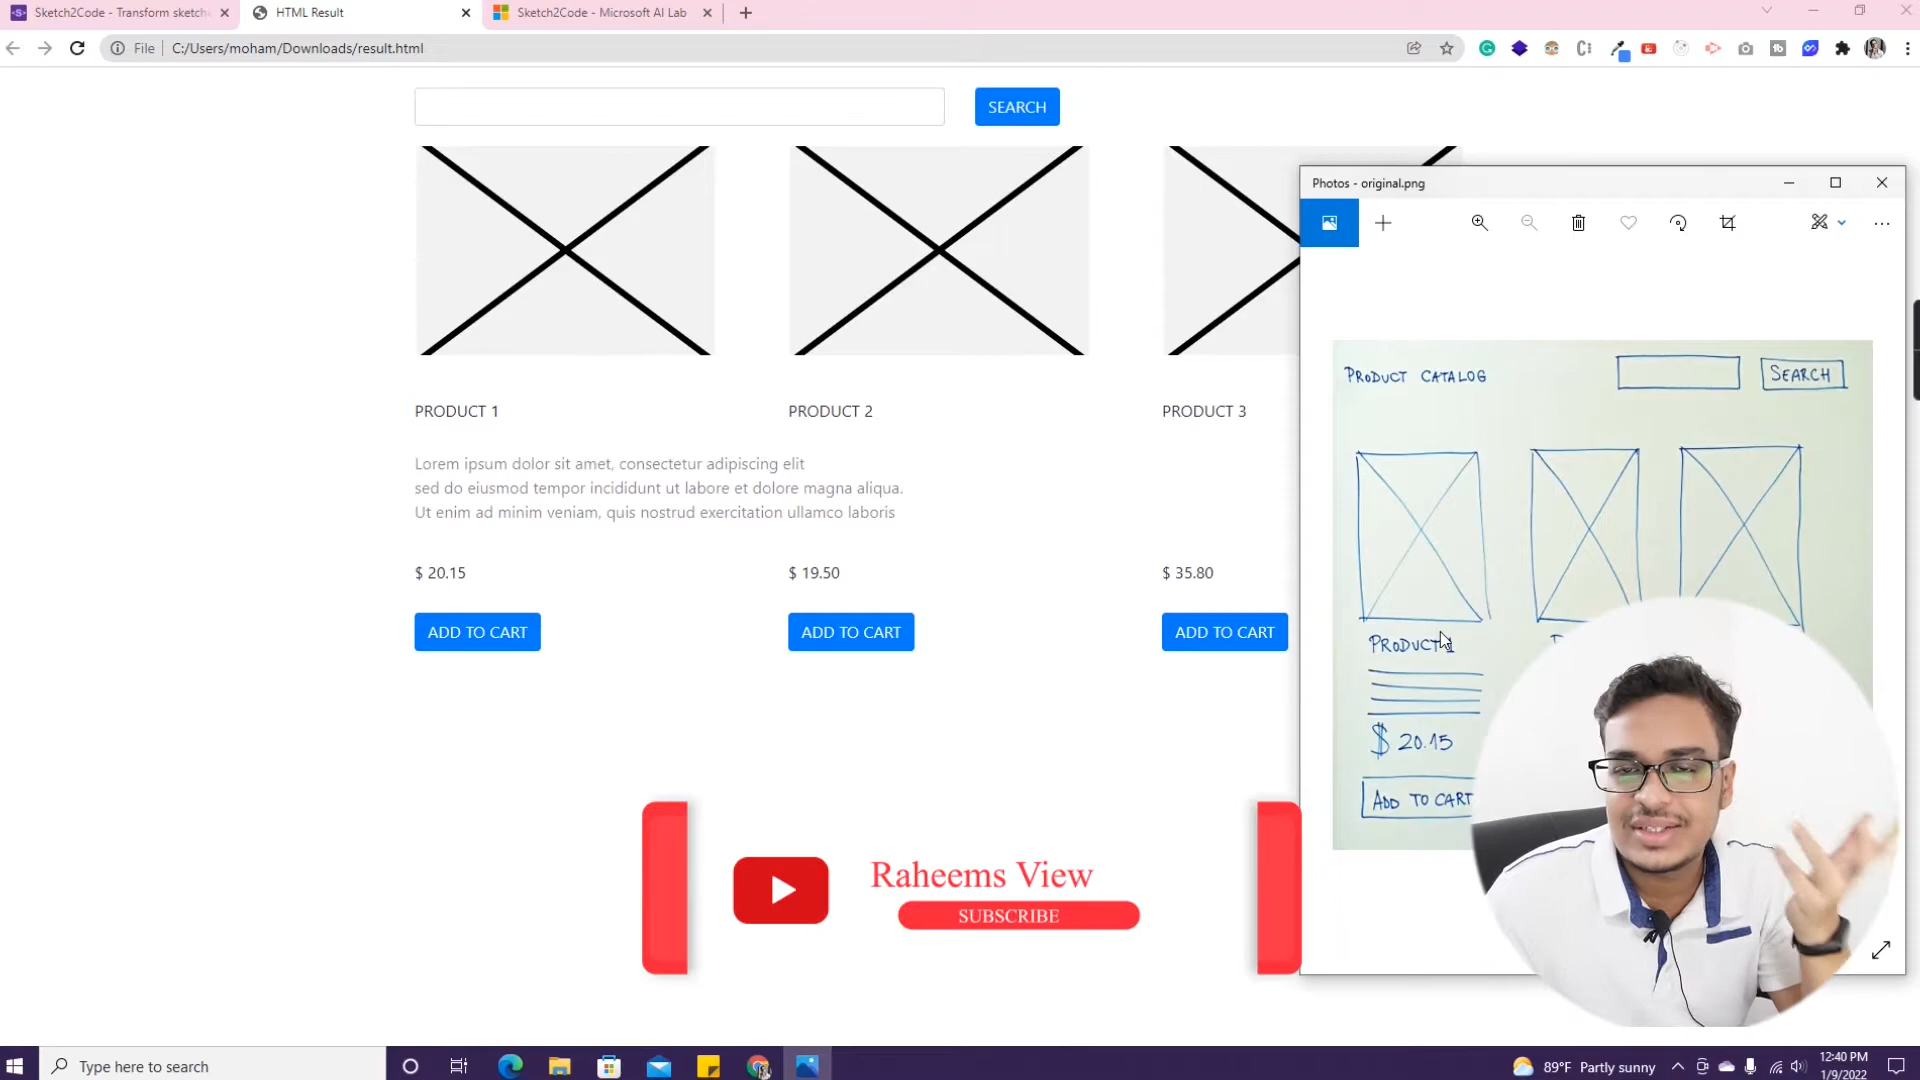 Sketch2Code - Transform sketch
HTML Result
Sketch2Code - Microsoft AI Lab
File
C:/Users/moham/Downloads/result.html
SEARCH
PRODUCT 1
PRODUCT 2
PRODUCT 3
Lorem ipsum dolor sit amet, consectetur adipiscing elit
sed do eiusmod tempor incididunt ut labore et dolore magna aliqua.
Ut enim ad minim veniam, quis nostrud exercitation ullamco laboris
$ 20.15
$ 19.50
$ 35.80
ADD TO CART
ADD TO CART
ADD TO CART
Photos - original.png
PRODUCT CATALOG
SEARCH
PRODUCT 1
$ 20.15
ADD TO CART
Raheems View
SUBSCRIBE
Type here to search
89°F Partly sunny
12:40 PM
1/9/2022